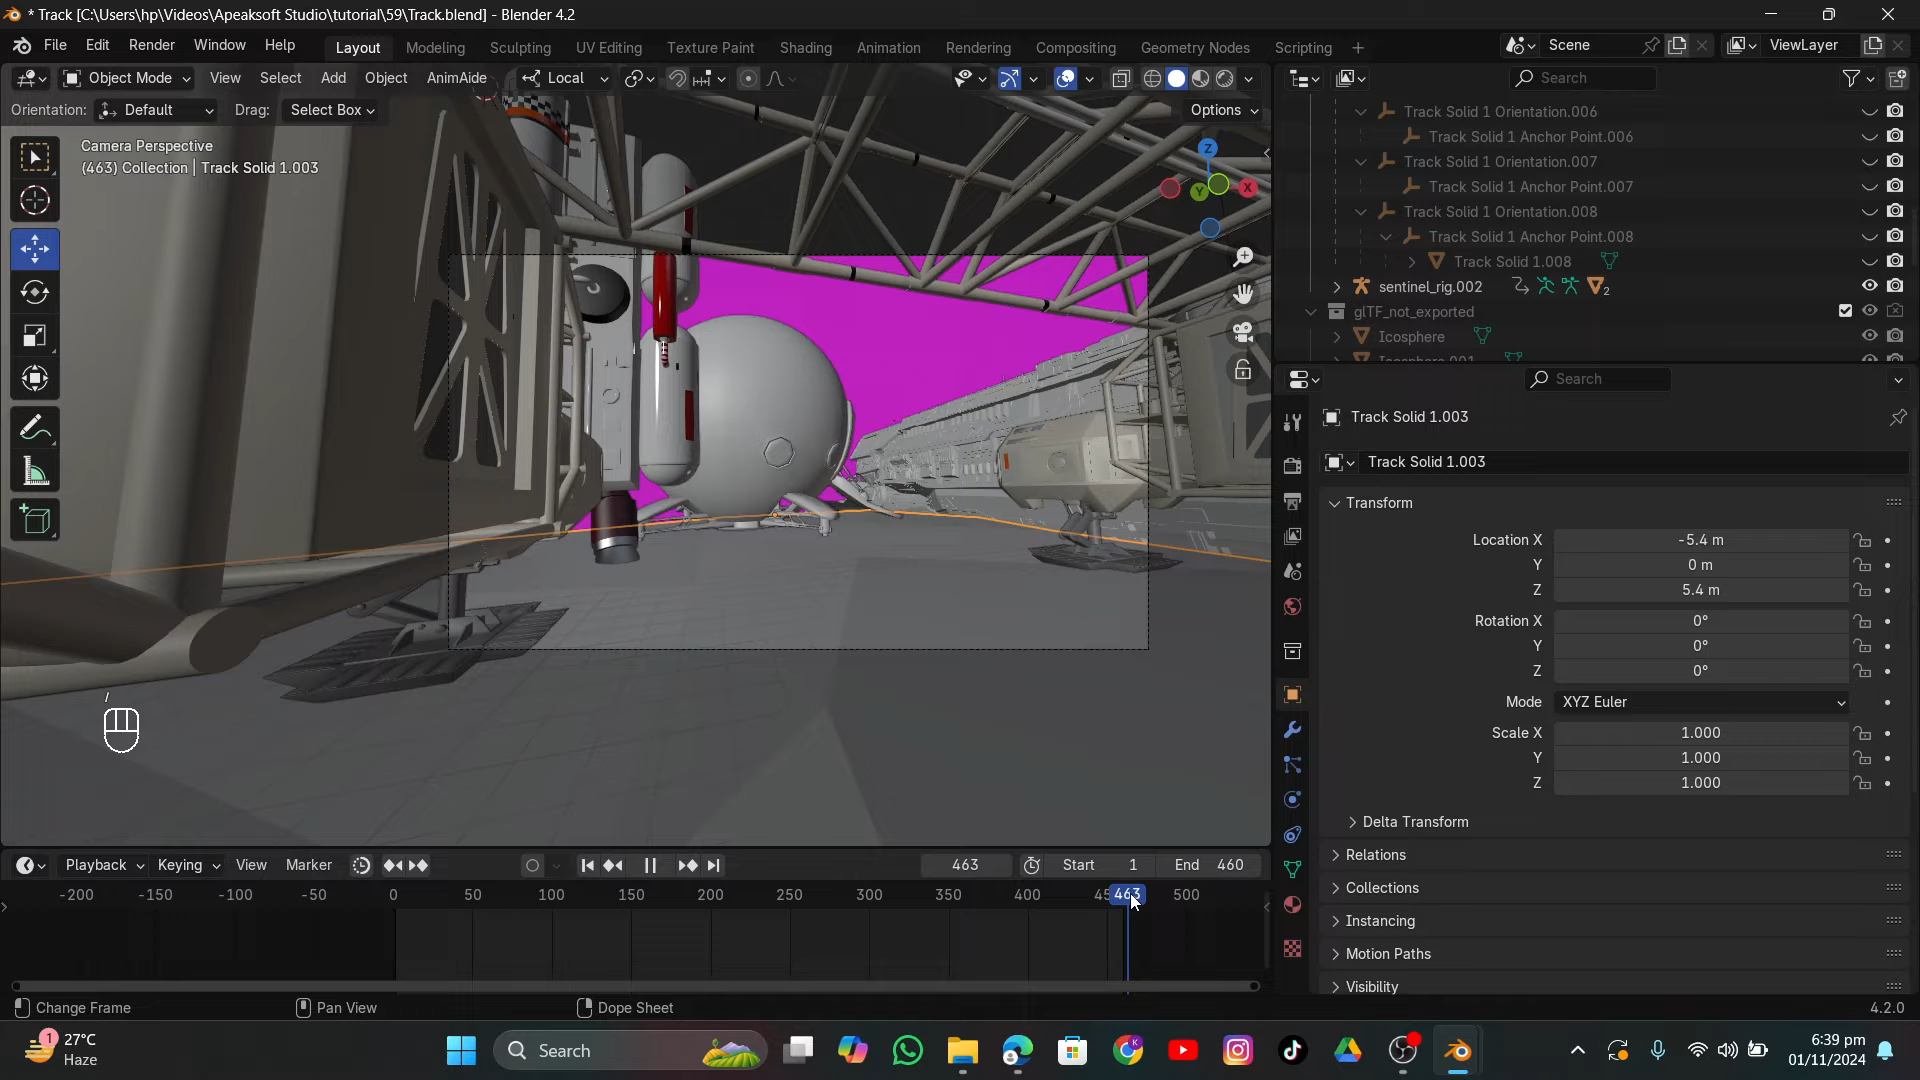 * Track [C:\Users\hp\Videos\Apeaksoft Studio\tutorial\59\Track.blend] - Blender 4.2
File Edit Render Window Help Layout Modeling Sculpting UV Editing Texture Paint Shading Animation Rendering Compositing Geometry Nodes Scripting + Scene ViewLayer
Object Mode View Select Add Object AnimAide Local Search
Orientation: Default Drag: Select Box Options
Camera Perspective
(463) Collection | Track Solid 1.003
Z
X
Y
Track Solid 1 Orientation.006
Track Solid 1 Anchor Point.006
Track Solid 1 Orientation.007
Track Solid 1 Anchor Point.007
Track Solid 1 Orientation.008
Track Solid 1 Anchor Point.008
Track Solid 1.008
sentinel_rig.002 2
glTF_not_exported
Icosphere
Icosphere.001
Search
Track Solid 1.003
Track Solid 1.003
Transform
Location X -5.4 m
Y 0 m
Z 5.4 m
Rotation X 0°
Y 0°
Z 0°
Mode XYZ Euler
Scale X 1.000
Y 1.000
Z 1.000
Delta Transform
Relations
Collections
Instancing
Motion Paths
Visibility
/
Playback Keying View Marker 463 Start 1 End 460
-200 -150 -100 -50 0 50 100 150 200 250 300 350 400 45 463 500
Change Frame Pan View Dope Sheet 4.2.0
1 27°C
Haze
Search
6:39 pm
01/11/2024